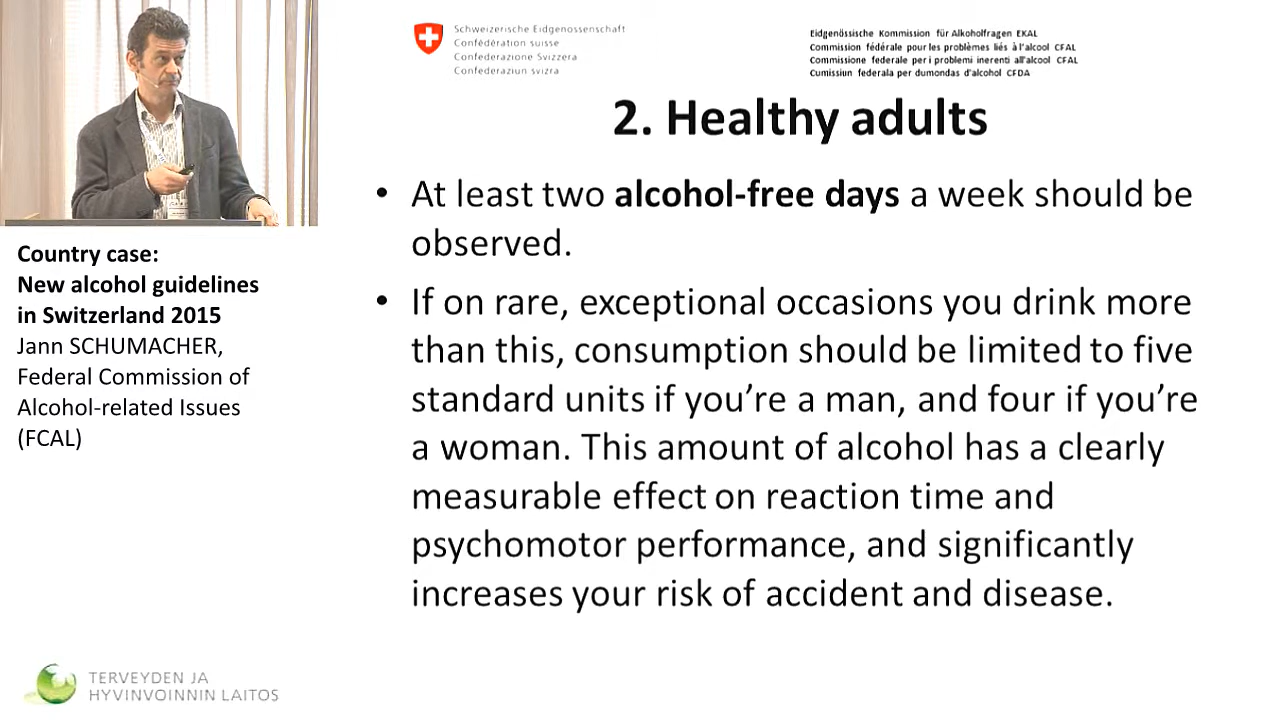 Schweizerische Eidgenossenschaft
Confédération suisse
Confederazione Svizzera
Confederaziun svizra
Eidgenössische Kommission für Alkoholfragen EKAL
Commission fédérale pour les problèmes liés à l'alcool CFAL
Commissione federale per i problemi inerenti all'alcool CFAL
Cumissiun federala per dumondas d'alcohol CFDA
2. Healthy adults
• At least two alcohol-free days a week should be
observed.
• If on rare, exceptional occasions you drink more
than this, consumption should be limited to five
standard units if you’re a man, and four if you’re
a woman. This amount of alcohol has a clearly
measurable effect on reaction time and
psychomotor performance, and significantly
increases your risk of accident and disease.
Country case:
New alcohol guidelines
in Switzerland 2015
Jann SCHUMACHER,
Federal Commission of
Alcohol-related Issues
(FCAL)
TERVEYDEN JA
HYVINVOINNIN LAITOS